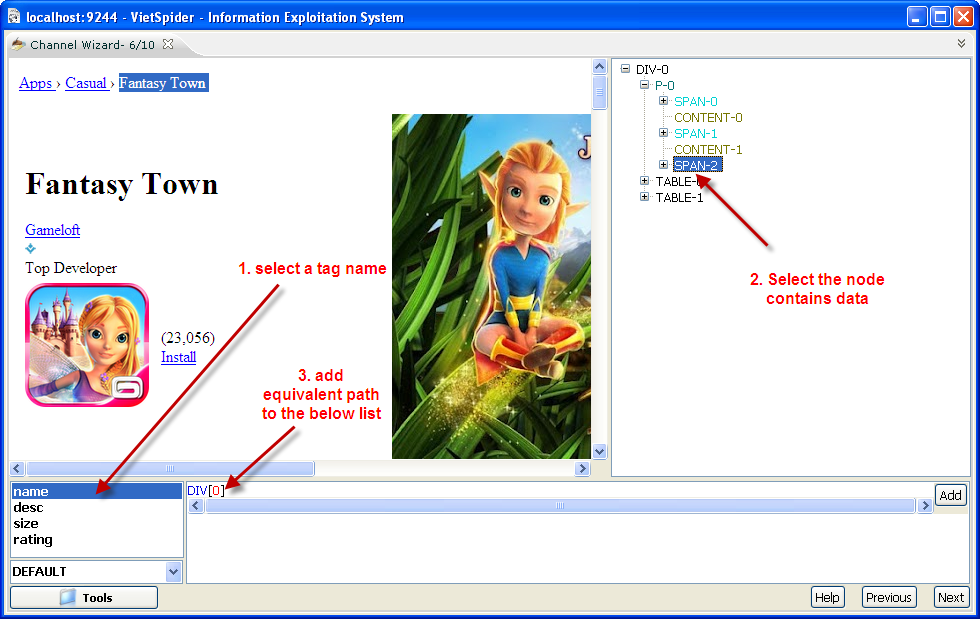 localhost:9244 - VietSpider - Information Exploitation System
Channel Wizard- 6/10
Apps › Casual › Fantasy Town
Fantasy Town
Gameloft
Top Developer
(23,056)
Install
1. select a tag name
3. add
equivalent path
to the below list
DIV-0
P-0
SPAN-0
CONTENT-0
SPAN-1
CONTENT-1
SPAN-2
TABLE-
TABLE-1
2. Select the node
contains data
name
desc
size
rating
DEFAULT
DIV[0]
Add
Tools
Help
Previous
Next